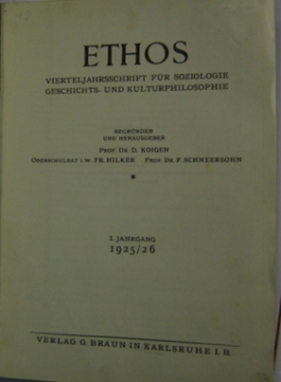 ETHOS
VIERTELJAHRSSCHRIFT FÜR SOZIOLOGIE
GESCHICHTS- UND KULTURPHILOSOPHIE
BEGRÜNDER
UND HERAUSGEBER
PROF. DR. D. KOIGEN
OBERSCHULRAT I. W. FR. HILKER PROF. DR. F. SCHNEERSOHN
*
I. JAHRGANG
1925/26
VERLAG G. BRAUN IN KARLSRUHE I. B.